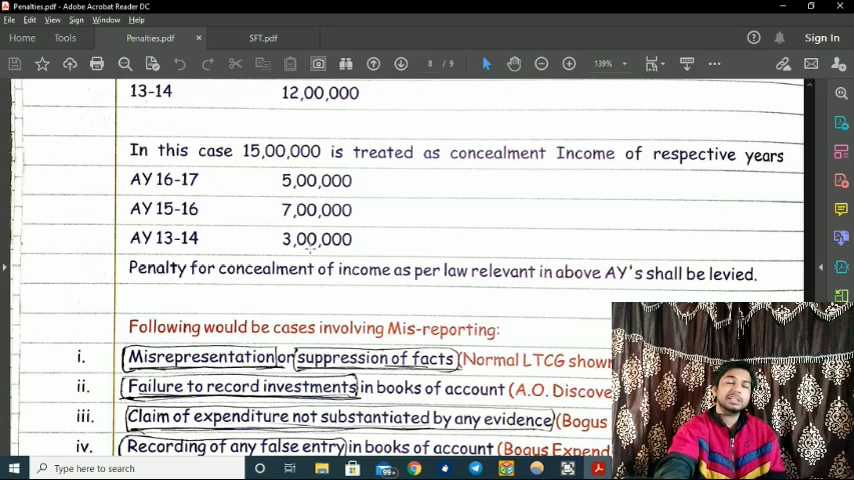 Penalties.pdf - Adobe Acrobat Reader DC
File Edit View Sign Window Help
Home Tools Penalties.pdf × SFT.pdf Sign In
8 / 9 139%
13-14 12,00,000
In this case 15,00,000 is treated as concealment Income of respective years
AY 16-17 5,00,000
AY 15-16 7,00,000
AY 13-14 3,00,000
Penalty for concealment of income as per law relevant in above AY's shall be levied.
Following would be cases involving Mis-reporting:
i. Misrepresentation or suppression of facts (Normal LTCG shown
ii. Failure to record investments in books of account (A.O. Discove
iii. Claim of expenditure not substantiated by any evidence (Bogus
iv. Recording of any false entry in books of account (Bogus Expend
Type here to search 99+